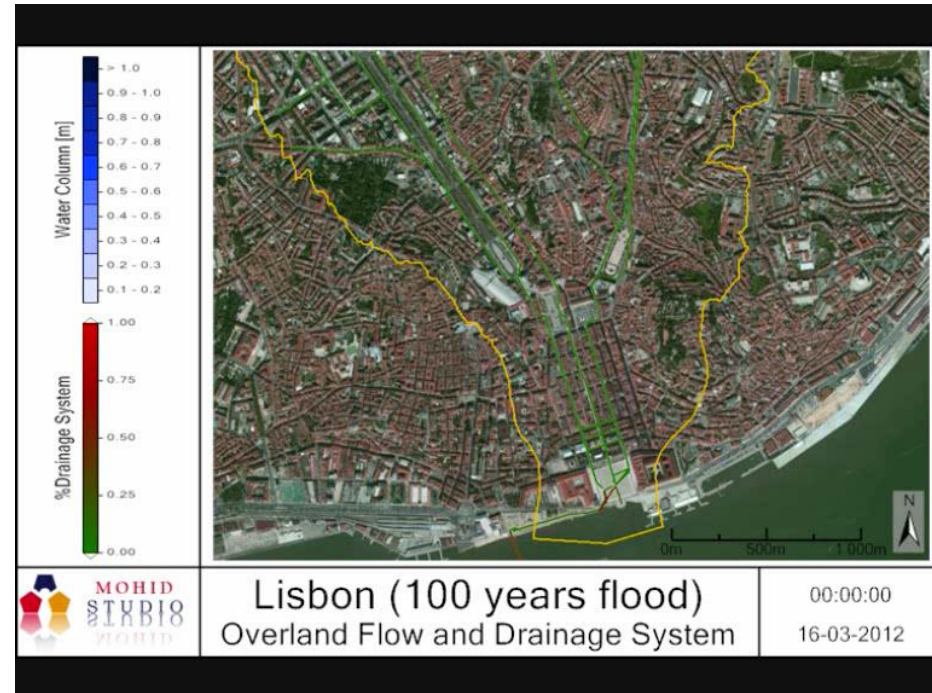 Water Column [m]
> 1.0
0.9 - 1.0
0.8 - 0.9
0.7 - 0.8
0.6 - 0.7
0.5 - 0.6
0.4 - 0.5
0.3 - 0.4
0.2 - 0.3
0.1 - 0.2
%Drainage System
1.00
0.75
0.50
0.25
0.00
N
0m 500m 1 000m
MOHID
STUDIO
Lisbon (100 years flood)
Overland Flow and Drainage System
00:00:00
16-03-2012